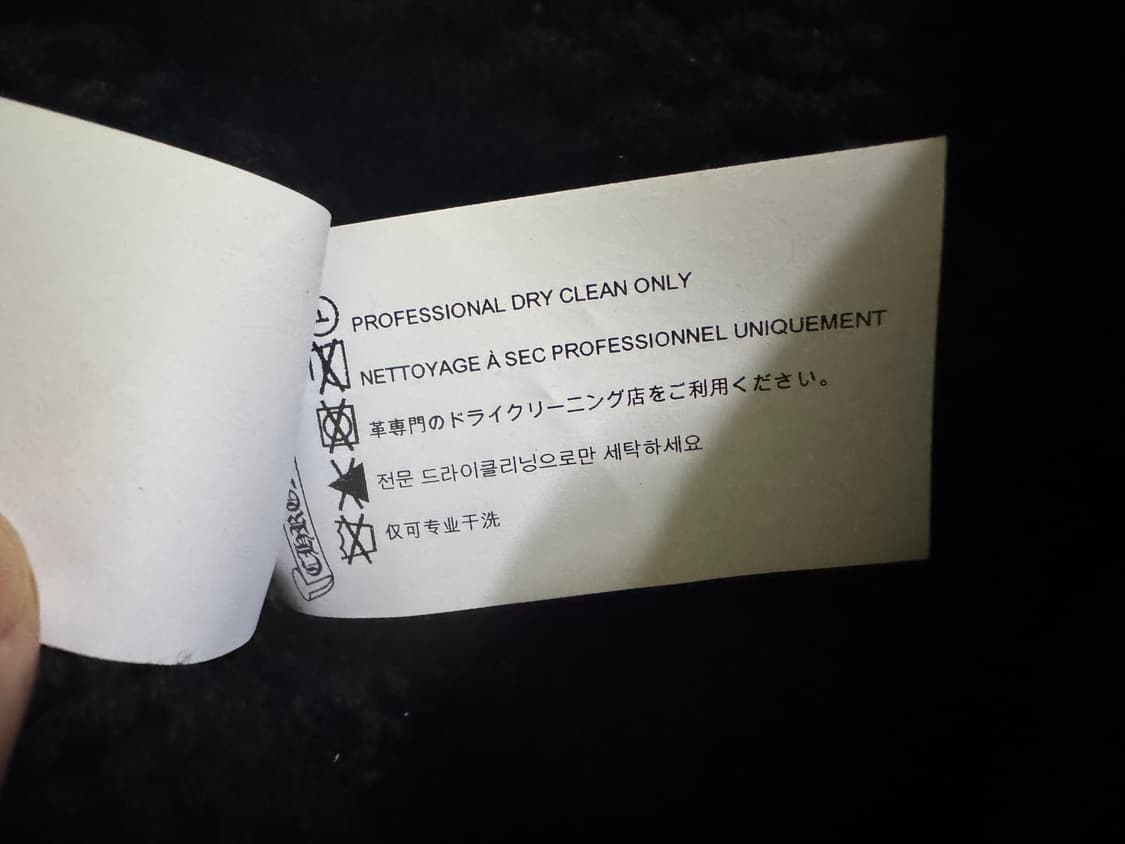 PROFESSIONAL DRY CLEAN ONLY
NETTOYAGE À SEC PROFESSIONNEL UNIQUEMENT
革専門のドライクリーニング店をご利用ください。
전문 드라이클리닝으로만 세탁하세요
仅可专业干洗